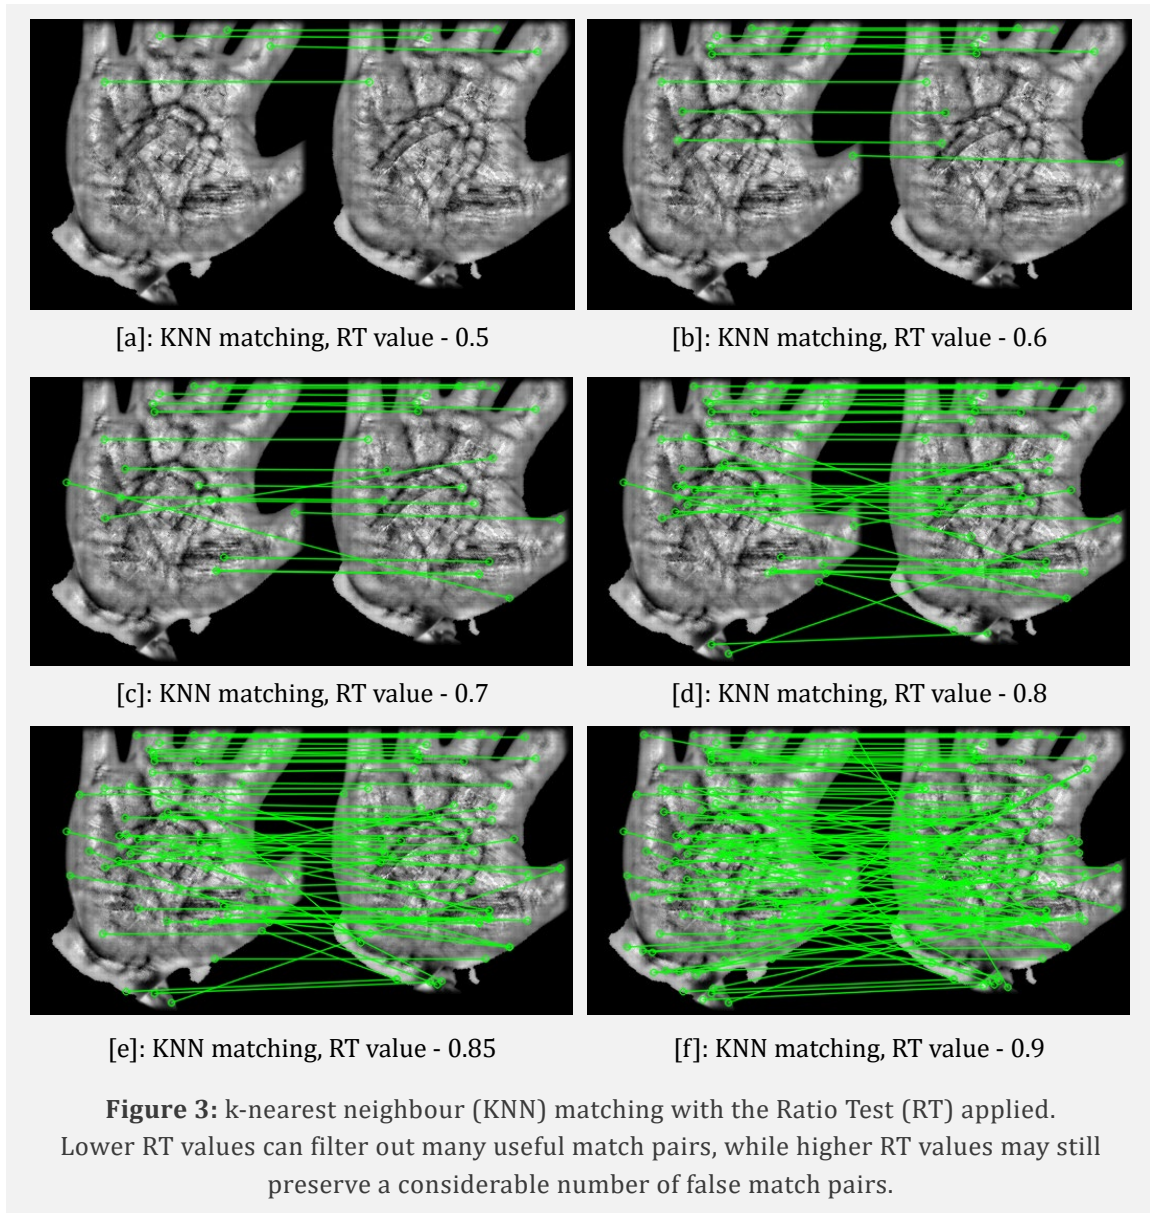 [a]: KNN matching, RT value - 0.5
[b]: KNN matching, RT value - 0.6
[c]: KNN matching, RT value - 0.7
[d]: KNN matching, RT value - 0.8
[e]: KNN matching, RT value - 0.85
[f]: KNN matching, RT value - 0.9
Figure 3: k-nearest neighbour (KNN) matching with the Ratio Test (RT) applied.
Lower RT values can filter out many useful match pairs, while higher RT values may still
preserve a considerable number of false match pairs.